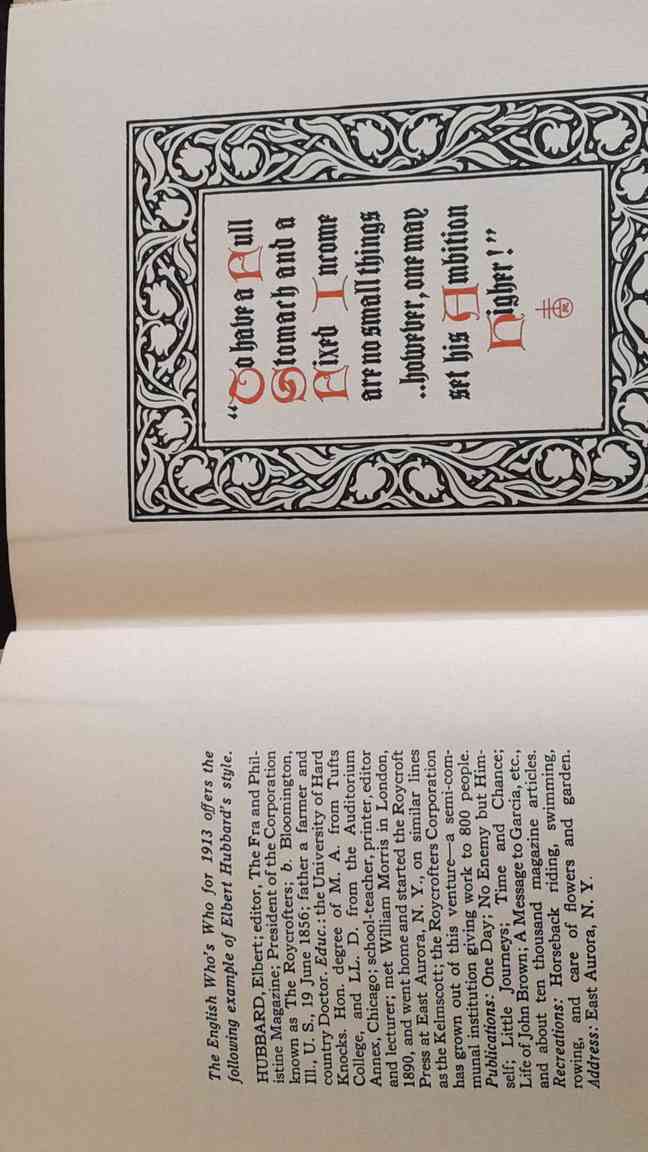 The English Who's Who for 1913 offers the
following example of Elbert Hubbard's style.
HUBBARD, Elbert; editor, The Fra and Phil-
istine Magazine; President of the Corporation
known as The Roycrofters; b. Bloomington,
Ill., U. S., 19 June 1856; father a farmer and
country Doctor. Educ.: the University of Hard
Knocks. Hon. degree of M. A. from Tufts
College, and LL. D. from the Auditorium
Annex, Chicago; school-teacher, printer, editor
and lecturer; met William Morris in London,
1890, and went home and started the Roycroft
Press at East Aurora, N. Y., on similar lines
as the Kelmscott; the Roycrofters Corporation
has grown out of this venture—a semi-com-
munal institution giving work to 800 people.
Publications: One Day; No Enemy but Him-
self; Little Journeys; Time and Chance;
Life of John Brown; A Message to Garcia, etc.,
and about ten thousand magazine articles.
Recreations: Horseback riding, swimming,
rowing, and care of flowers and garden.
Address: East Aurora, N. Y.
“To have a Full
Stomach and a
Fixed Income
are no small things
..however, one may
set his Ambition
higher!”